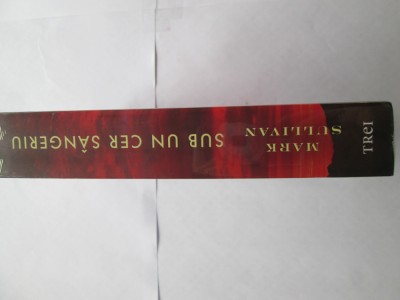 MARK
SULLIVAN
SUB UN CER SÂNGERIU
TREI